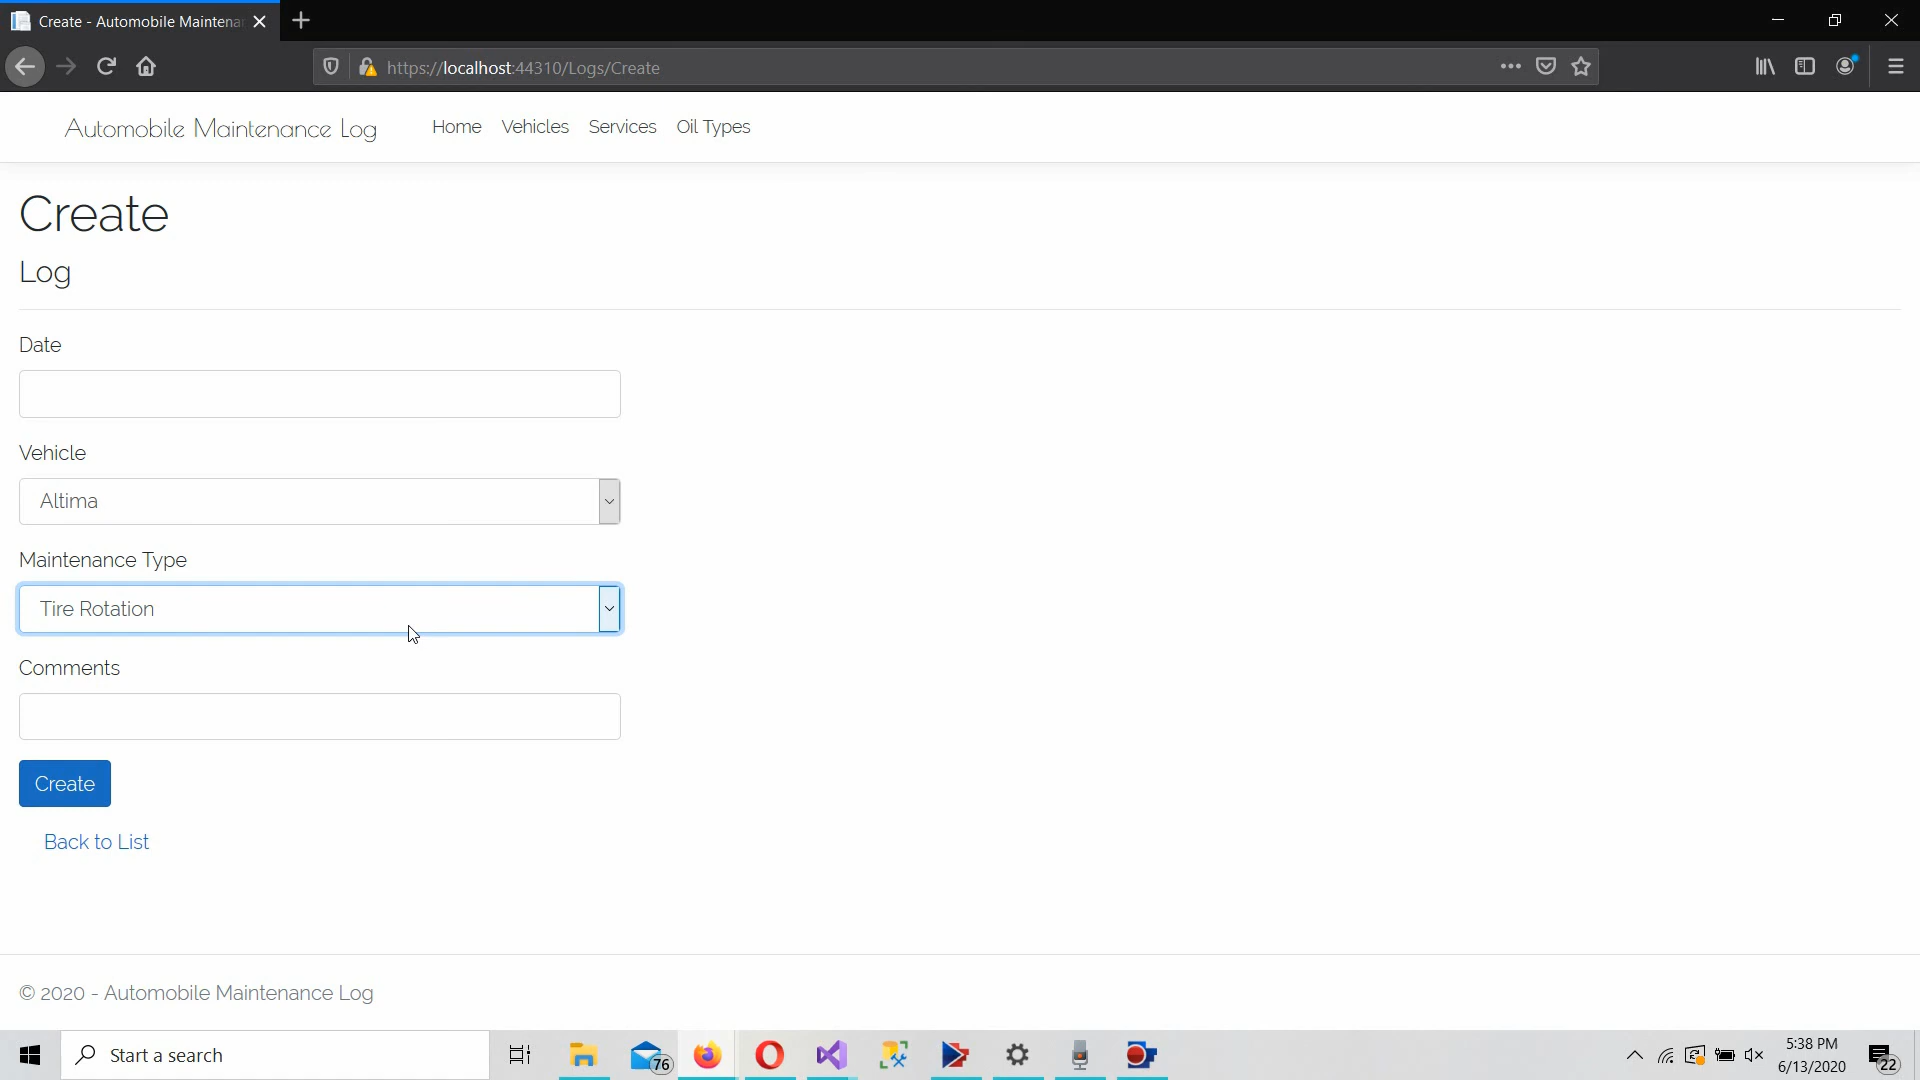 Create - Automobile Maintena
https://localhost:44310/Logs/Create
Automobile Maintenance Log
Home
Vehicles
Services
Oil Types
Create
Log
Date
Vehicle
Altima
Maintenance Type
Tire Rotation
Comments
Create
Back to List
© 2020 - Automobile Maintenance Log
Start a search
76
5:38 PM
6/13/2020
22